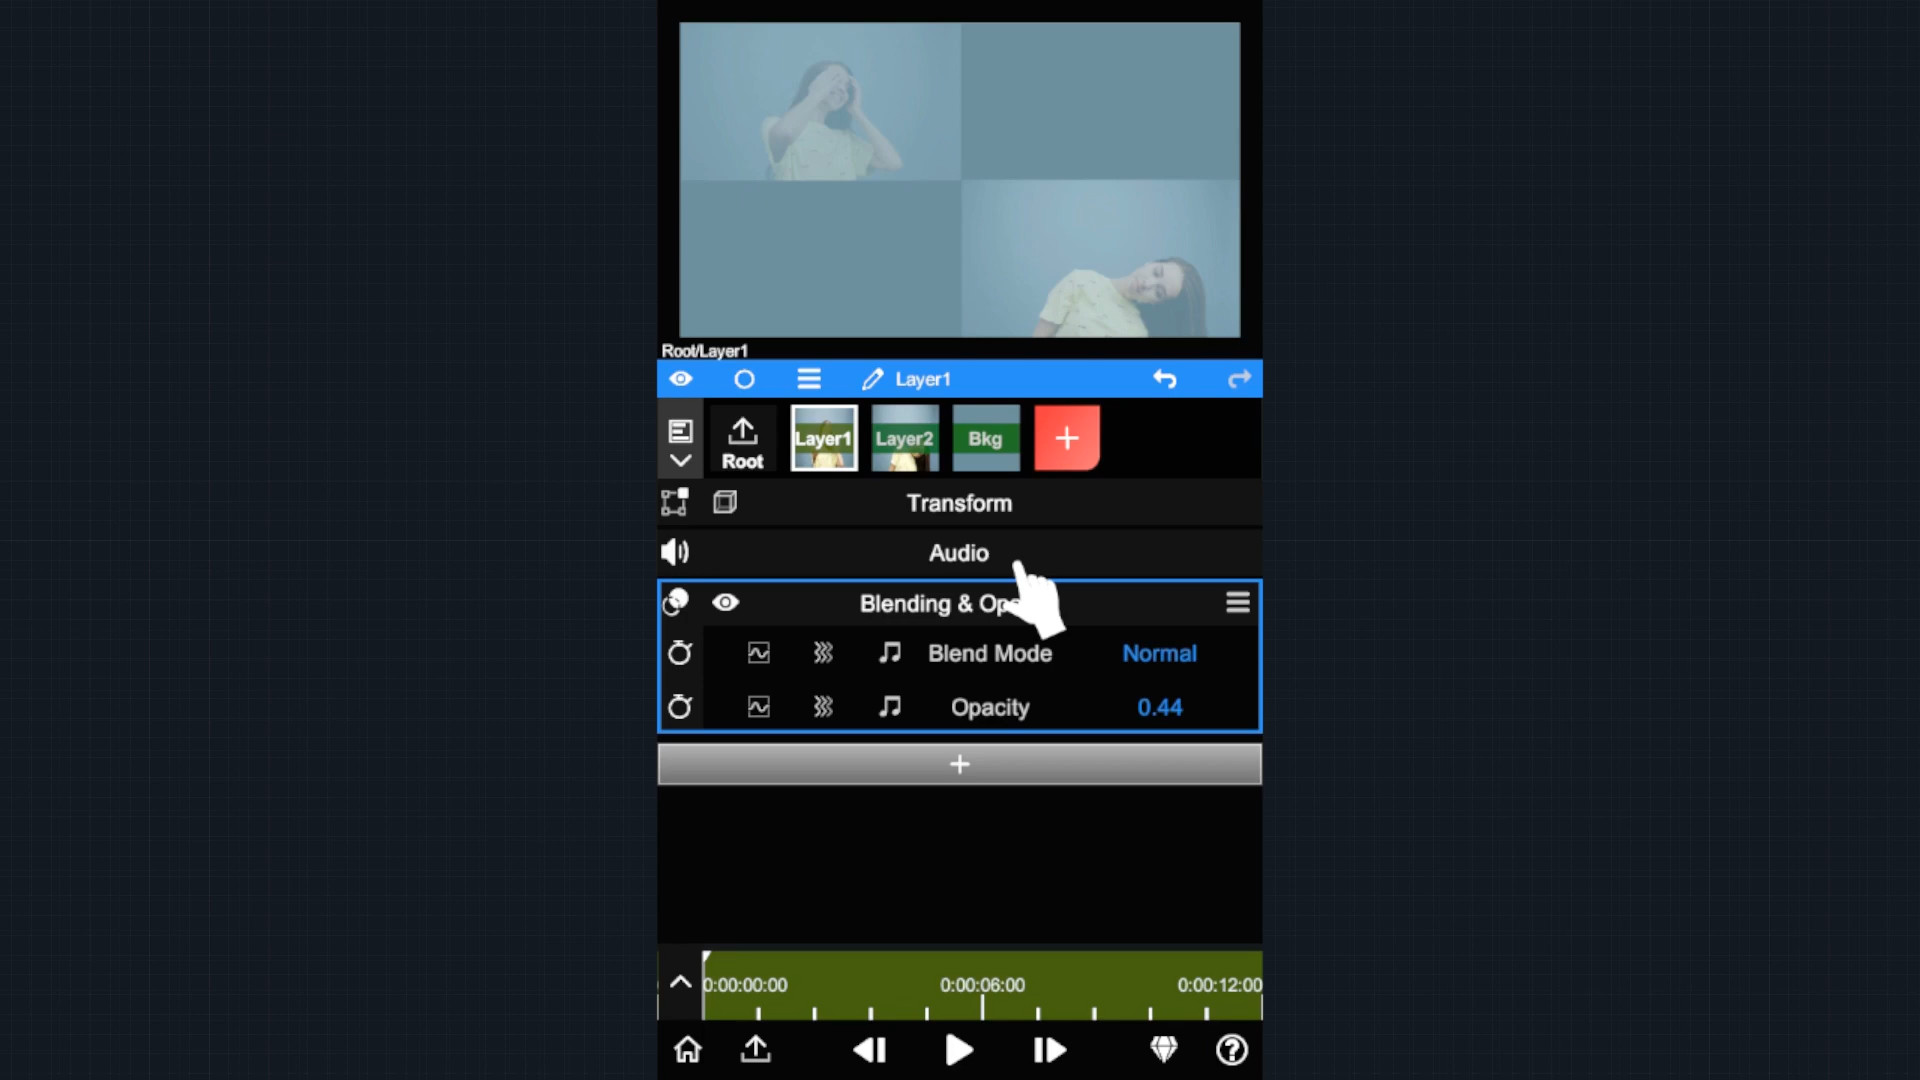 Root/Layer1
Layer1
Root
Layer1
Layer2
Bkg
Transform
Audio
Blending &
Blend Mode
Normal
Opacity
0.44
0:00:00:00
0:00:06:00
0:00:12:00